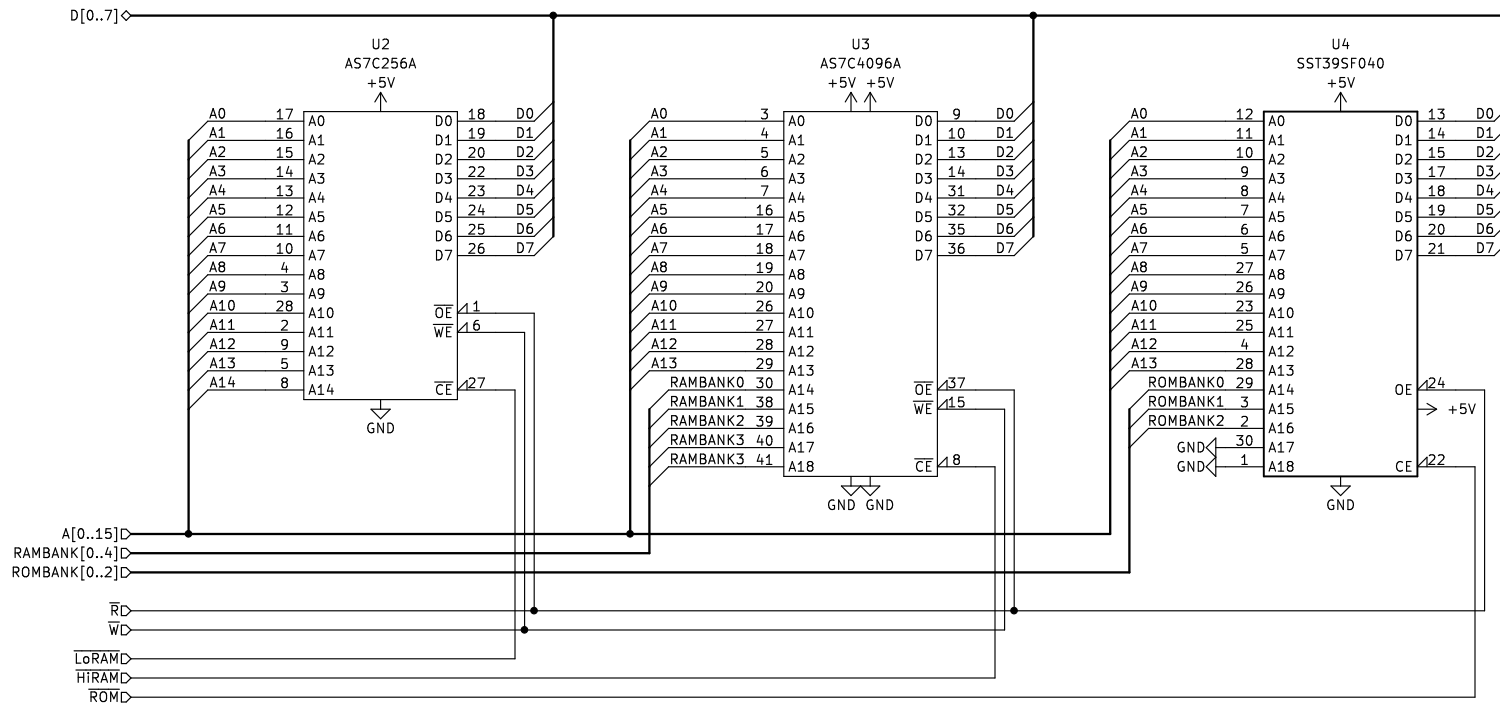 D[0..7]
U2
AS7C256A
+5V
A0 17 A0 D0 18 D0
A1 16 A1 D1 19 D1
A2 15 A2 D2 20 D2
A3 14 A3 D3 22 D3
A4 13 A4 D4 23 D4
A5 12 A5 D5 24 D5
A6 11 A6 D6 25 D6
A7 10 A7 D7 26 D7
A8 4 A8
A9 3 A9
A10 28 A10 OE 1
A11 2 A11 WE 6
A12 9 A12
A13 5 A13
A14 8 A14 CE 27
GND
U3
AS7C4096A
+5V +5V
A0 3 A0 D0 9 D0
A1 4 A1 D1 10 D1
A2 5 A2 D2 13 D2
A3 6 A3 D3 14 D3
A4 7 A4 D4 31 D4
A5 16 A5 D5 32 D5
A6 17 A6 D6 35 D6
A7 18 A7 D7 36 D7
A8 19 A8
A9 20 A9
A10 26 A10
A11 27 A11
A12 28 A12
A13 29 A13
RAMBANK0 30 A14 OE 37
RAMBANK1 38 A15 WE 15
RAMBANK2 39 A16
RAMBANK3 40 A17
RAMBANK3 41 A18 CE 8
GND GND
U4
SST39SF040
+5V
A0 12 A0 D0 13 D0
A1 11 A1 D1 14 D1
A2 10 A2 D2 15 D2
A3 9 A3 D3 17 D3
A4 8 A4 D4 18 D4
A5 7 A5 D5 19 D5
A6 6 A6 D6 20 D6
A7 5 A7 D7 21 D7
A8 27 A8
A9 26 A9
A10 23 A10
A11 25 A11
A12 4 A12
A13 28 A13
ROMBANK0 29 A14 OE 24
ROMBANK1 3 A15 +5V
ROMBANK2 2 A16
GND 30 A17
GND 1 A18 CE 22
GND
A[0..15]
RAMBANK[0..4]
ROMBANK[0..2]
R
W
LoRAM
HiRAM
ROM